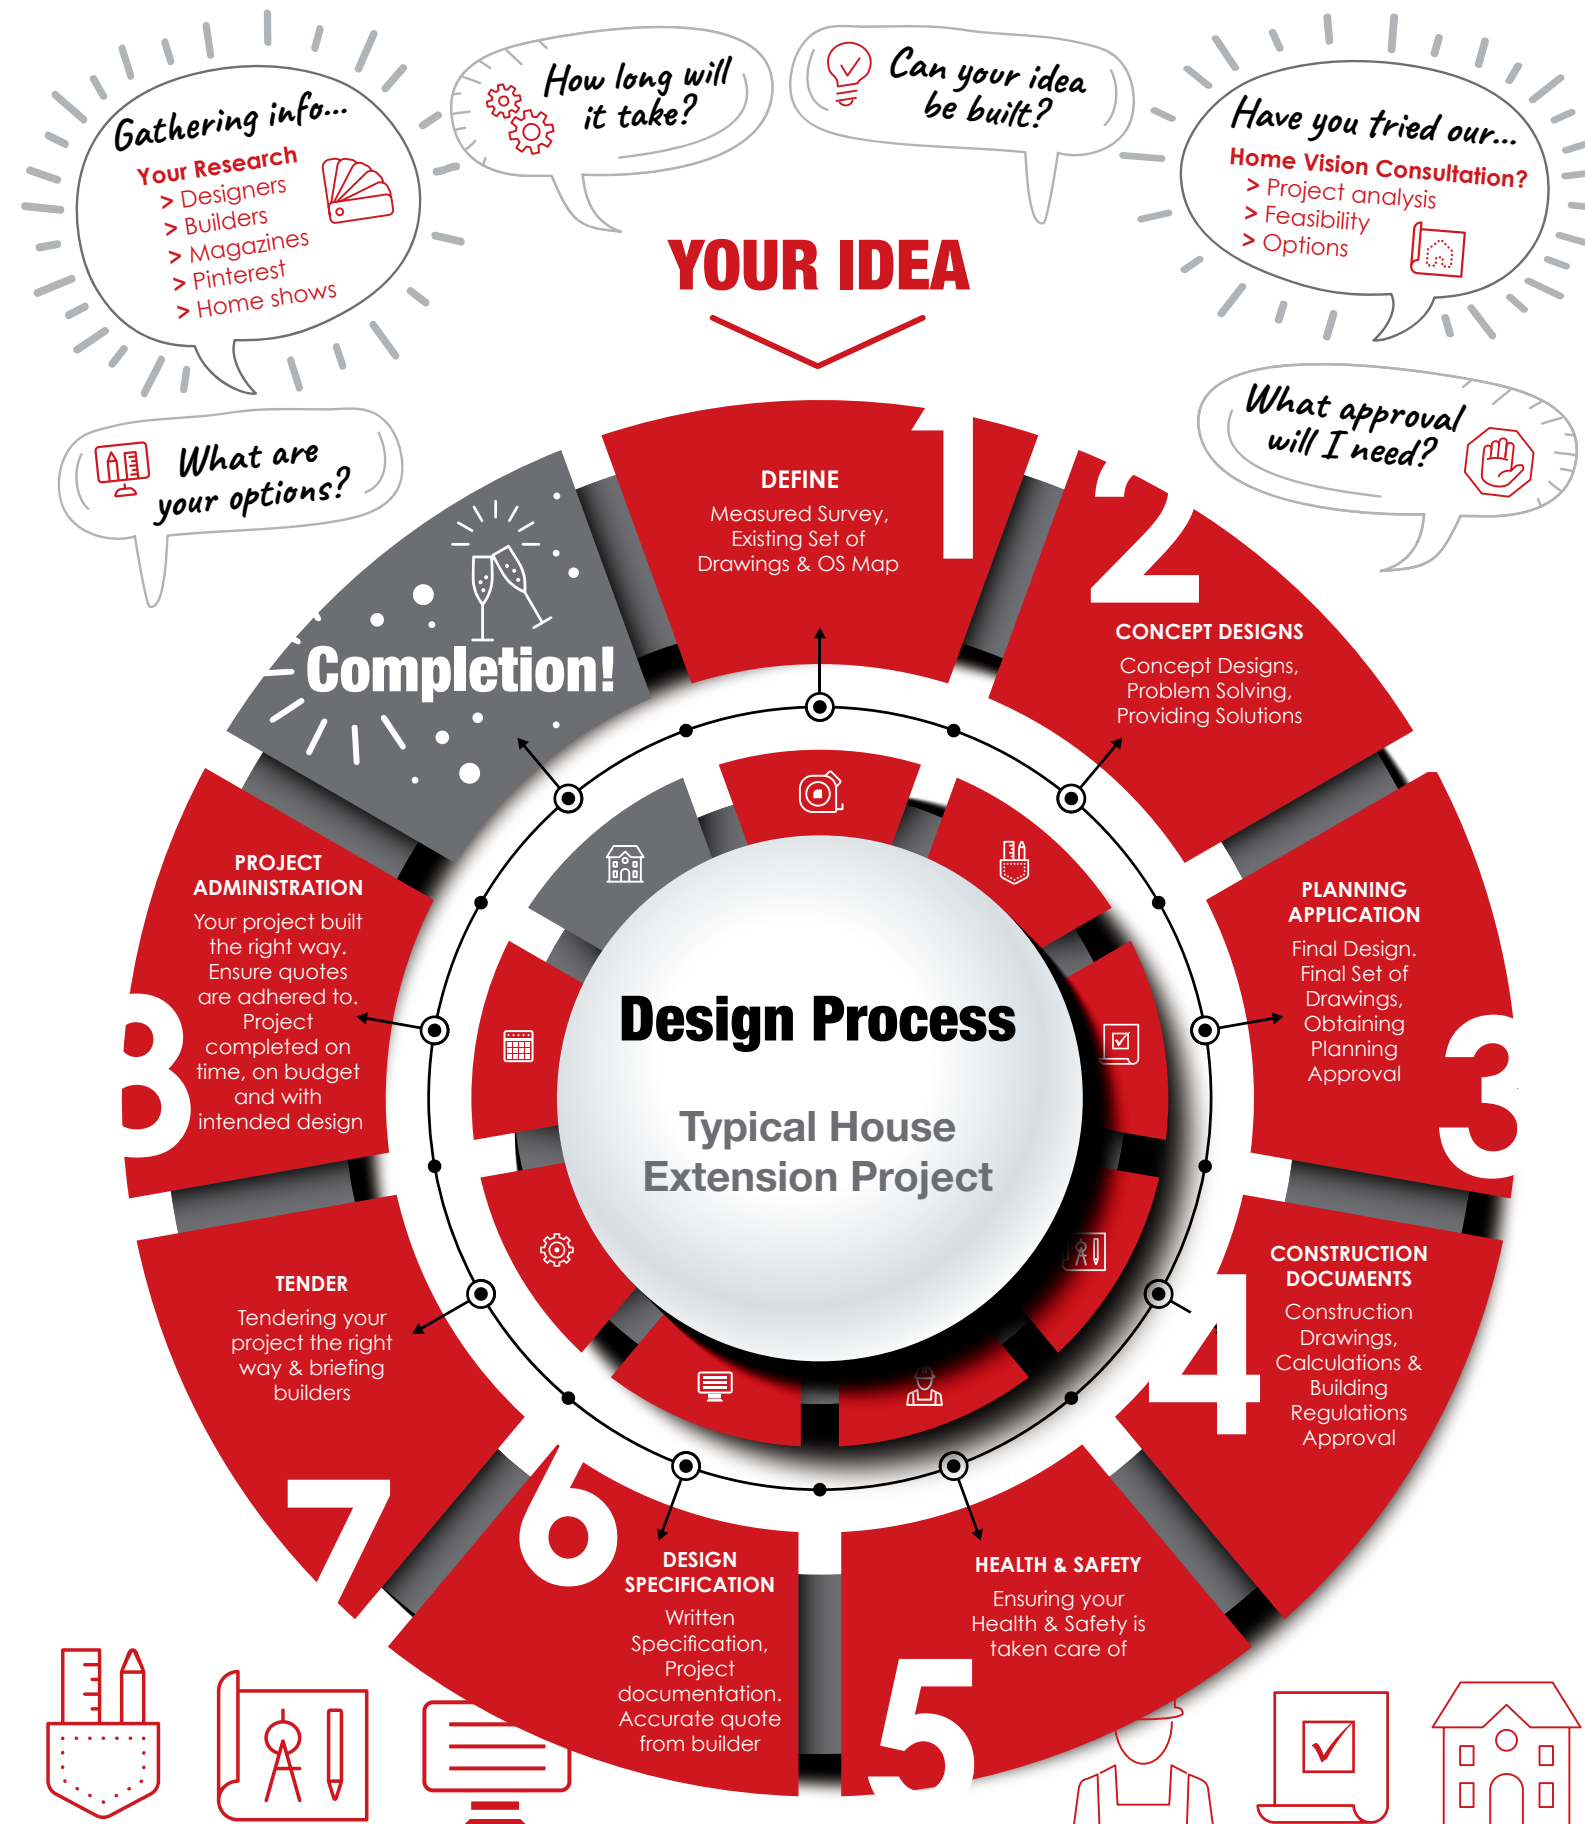 Gathering info...
Your Research
> Designers
> Builders
> Magazines
> Pinterest
> Home shows
How long will
it take?
Can your idea
be built?
Have you tried our...
Home Vision Consultation?
> Project analysis
> Feasibility
> Options
YOUR IDEA
What are
your options?
What approval
will I need?
1
DEFINE
Measured Survey,
Existing Set of
Drawings & OS Map
2
CONCEPT DESIGNS
Concept Designs,
Problem Solving,
Providing Solutions
3
PLANNING
APPLICATION
Final Design.
Final Set of
Drawings,
Obtaining
Planning
Approval
4
CONSTRUCTION
DOCUMENTS
Construction
Drawings,
Calculations &
Building
Regulations
Approval
5
HEALTH & SAFETY
Ensuring your
Health & Safety is
taken care of
6
DESIGN
SPECIFICATION
Written
Specification,
Project
documentation.
Accurate quote
from builder
7
TENDER
Tendering your
project the right
way & briefing
builders
8
PROJECT
ADMINISTRATION
Your project built
the right way.
Ensure quotes
are adhered to.
Project
completed on
time, on budget
and with
intended design
Completion!
Design Process
Typical House
Extension Project